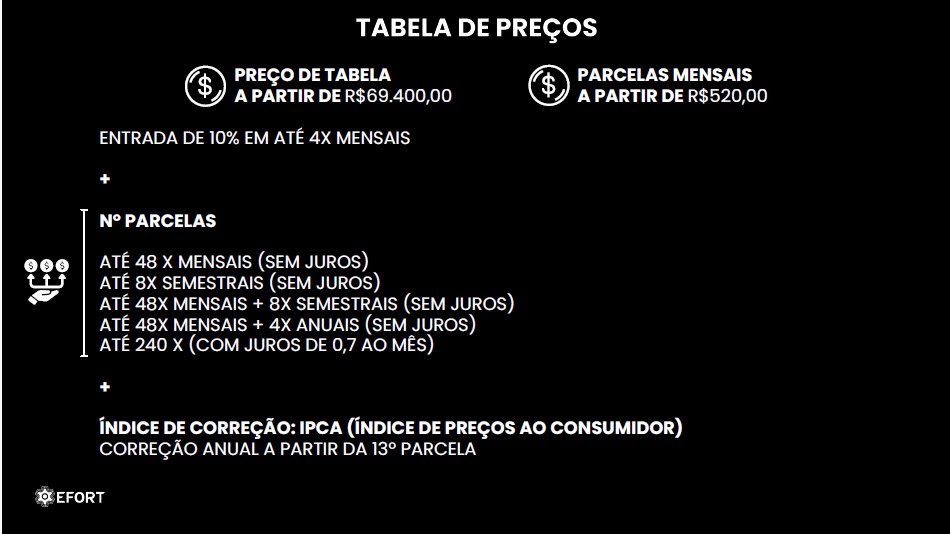 TABELA DE PREÇOS
PREÇO DE TABELA
A PARTIR DE R$69.400,00
PARCELAS MENSAIS
A PARTIR DE R$520,00
ENTRADA DE 10% EM ATÉ 4X MENSAIS
+
Nº PARCELAS
ATÉ 48 X MENSAIS (SEM JUROS)
ATÉ 8X SEMESTRAIS (SEM JUROS)
ATÉ 48X MENSAIS + 8X SEMESTRAIS (SEM JUROS)
ATÉ 48X MENSAIS + 4X ANUAIS (SEM JUROS)
ATÉ 240 X (COM JUROS DE 0,7 AO MÊS)
+
ÍNDICE DE CORREÇÃO: IPCA (ÍNDICE DE PREÇOS AO CONSUMIDOR)
CORREÇÃO ANUAL A PARTIR DA 13º PARCELA
EFORT